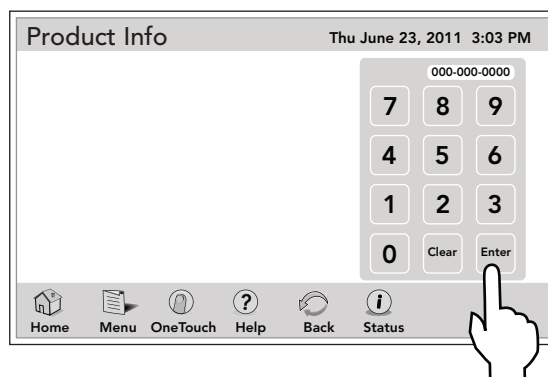 Product Info
Thu June 23, 2011 3:03 PM
000-000-0000
7 8 9
4 5 6
1 2 3
0 Clear Enter
Home Menu OneTouch ? Help Back i Status